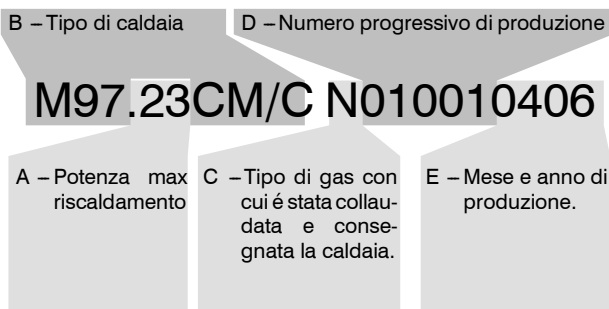 B – Tipo di caldaia
D – Numero progressivo di produzione
M97.23CM/C N010010406
A – Potenza max
riscaldamento
C – Tipo di gas con
cui é stata collau-
data e conse-
gnata la caldaia.
E – Mese e anno di
produzione.